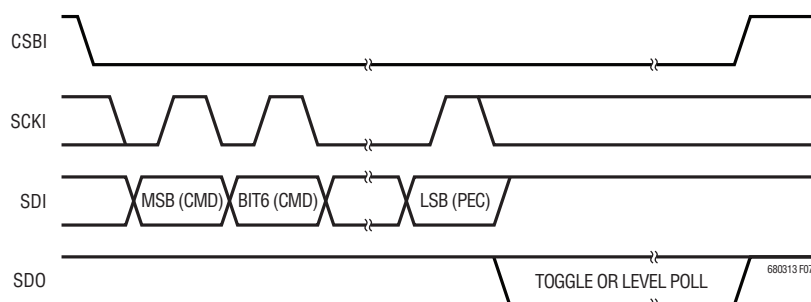 CSBI
SCKI
SDI
MSB (CMD) BIT6 (CMD) LSB (PEC)
SDO
TOGGLE OR LEVEL POLL
680313 F07